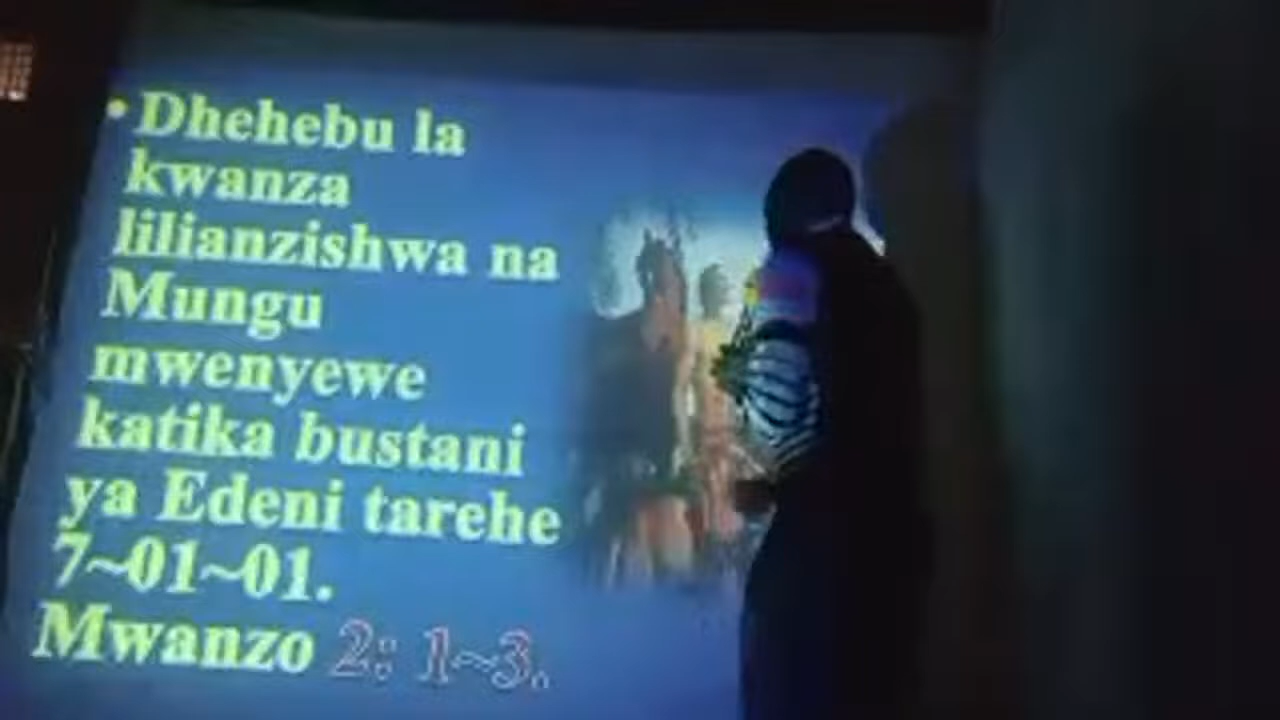 • Dhehebu la
kwanza
lilianzishwa na
Mungu
mwenyewe
katika bustani
ya Edeni tarehe
7~01~01.
Mwanzo 2: 1~3.